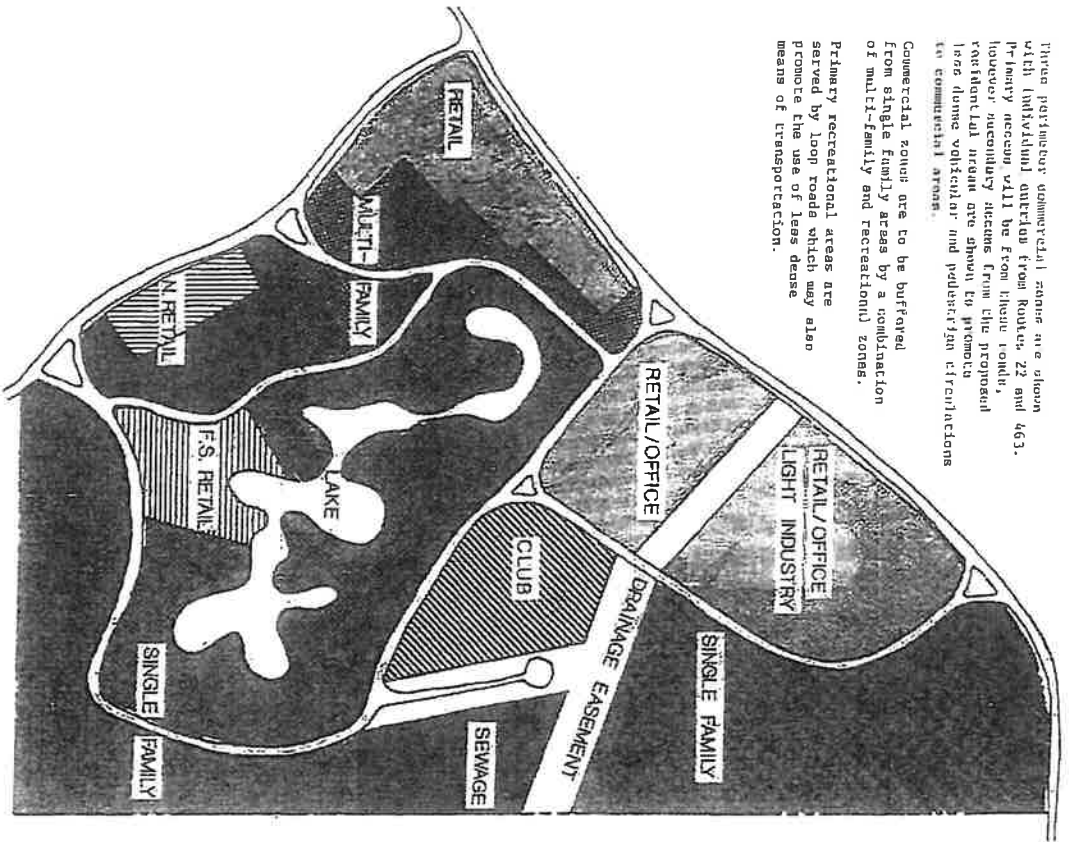 Three perimeter commercial zones are shown
with individual entries from Routes 22 and 463.
Primary access will be from these roads,
however secondary access from the proposed
residential areas are shown to promote
less dense vehicular and pedestrian circulations
to commercial areas.
Commercial zones are to be buffered
from single family areas by a combination
of multi-family and recreational zones.
Primary recreational areas are
served by loop roads which may also
promote the use of less dense
means of transportation.
RETAIL
MULTI-
FAMILY
N. RETAIL
RETAIL/OFFICE
RETAIL/OFFICE
LIGHT INDUSTRY
F.S. RETAIL
LAKE
CLUB
DRAINAGE EASEMENT
SINGLE FAMILY
SINGLE FAMILY
SEWAGE